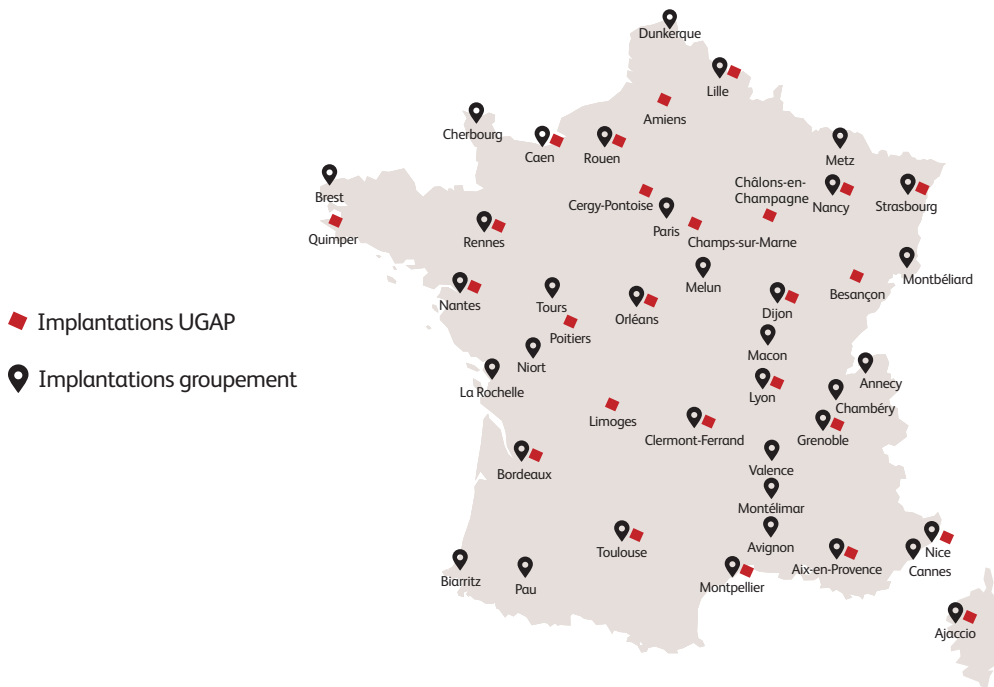 Dunkerque
Lille
Amiens
Cherbourg
Caen
Rouen
Metz
Châlons-en-
Champagne
Nancy
Strasbourg
Brest
Cergy-Pontoise
Paris
Champs-sur-Marne
Quimper
Rennes
Melun
Montbéliard
Besançon
Nantes
Tours
Orléans
Dijon
Implantations UGAP
Poitiers
Macon
Niort
Implantations groupement
La Rochelle
Annecy
Lyon
Chambéry
Limoges
Clermont-Ferrand
Grenoble
Bordeaux
Valence
Montélimar
Toulouse
Avignon
Nice
Aix-en-Provence
Cannes
Biarritz
Pau
Montpellier
Ajaccio